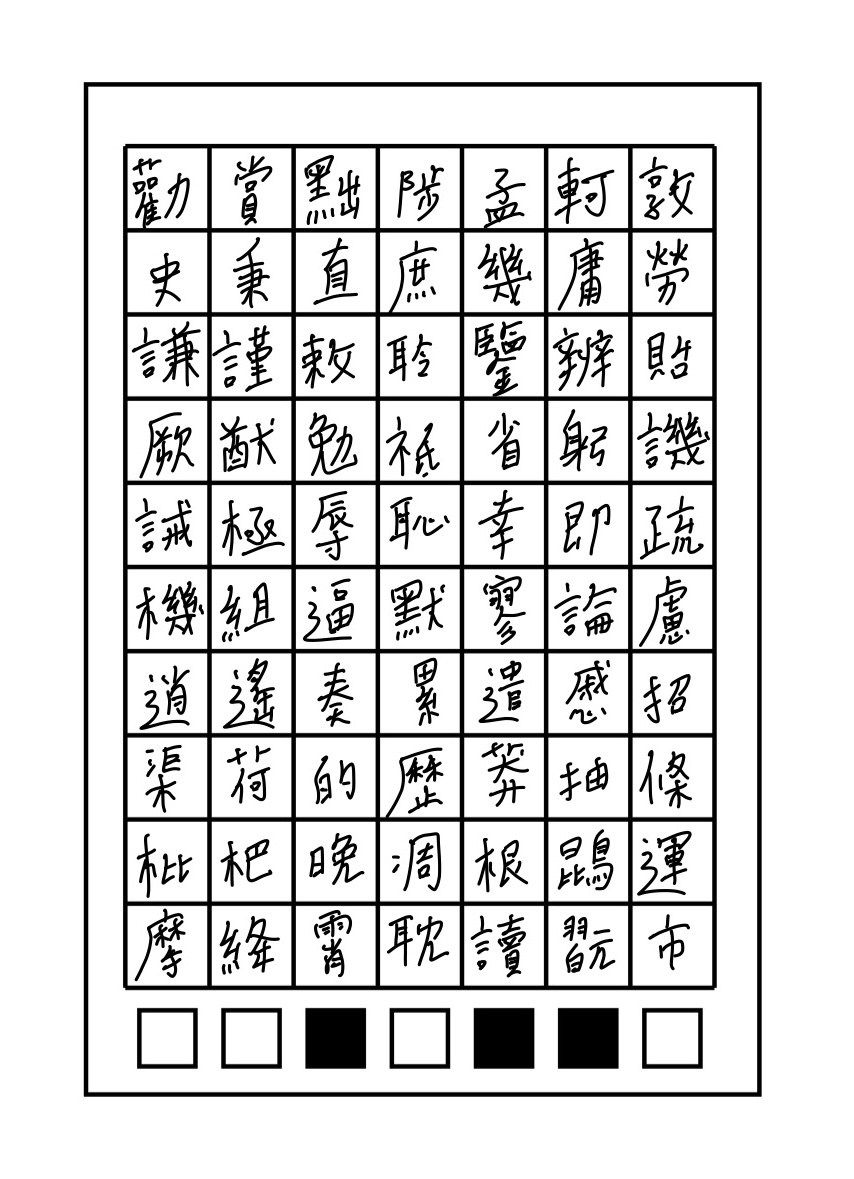 勸賞黜陟孟軻敦
史秉直庶幾庸勞
謙謹敕聆鑒辨貽
厥猷勉祗省躬譏
誡極辱恥幸即疏
機組逼默寥論慮
逍遙奏累遣慼招
渠荷的歷莽抽條
枇杷晚凋根鵾運
摩絳霄耽讀翫市